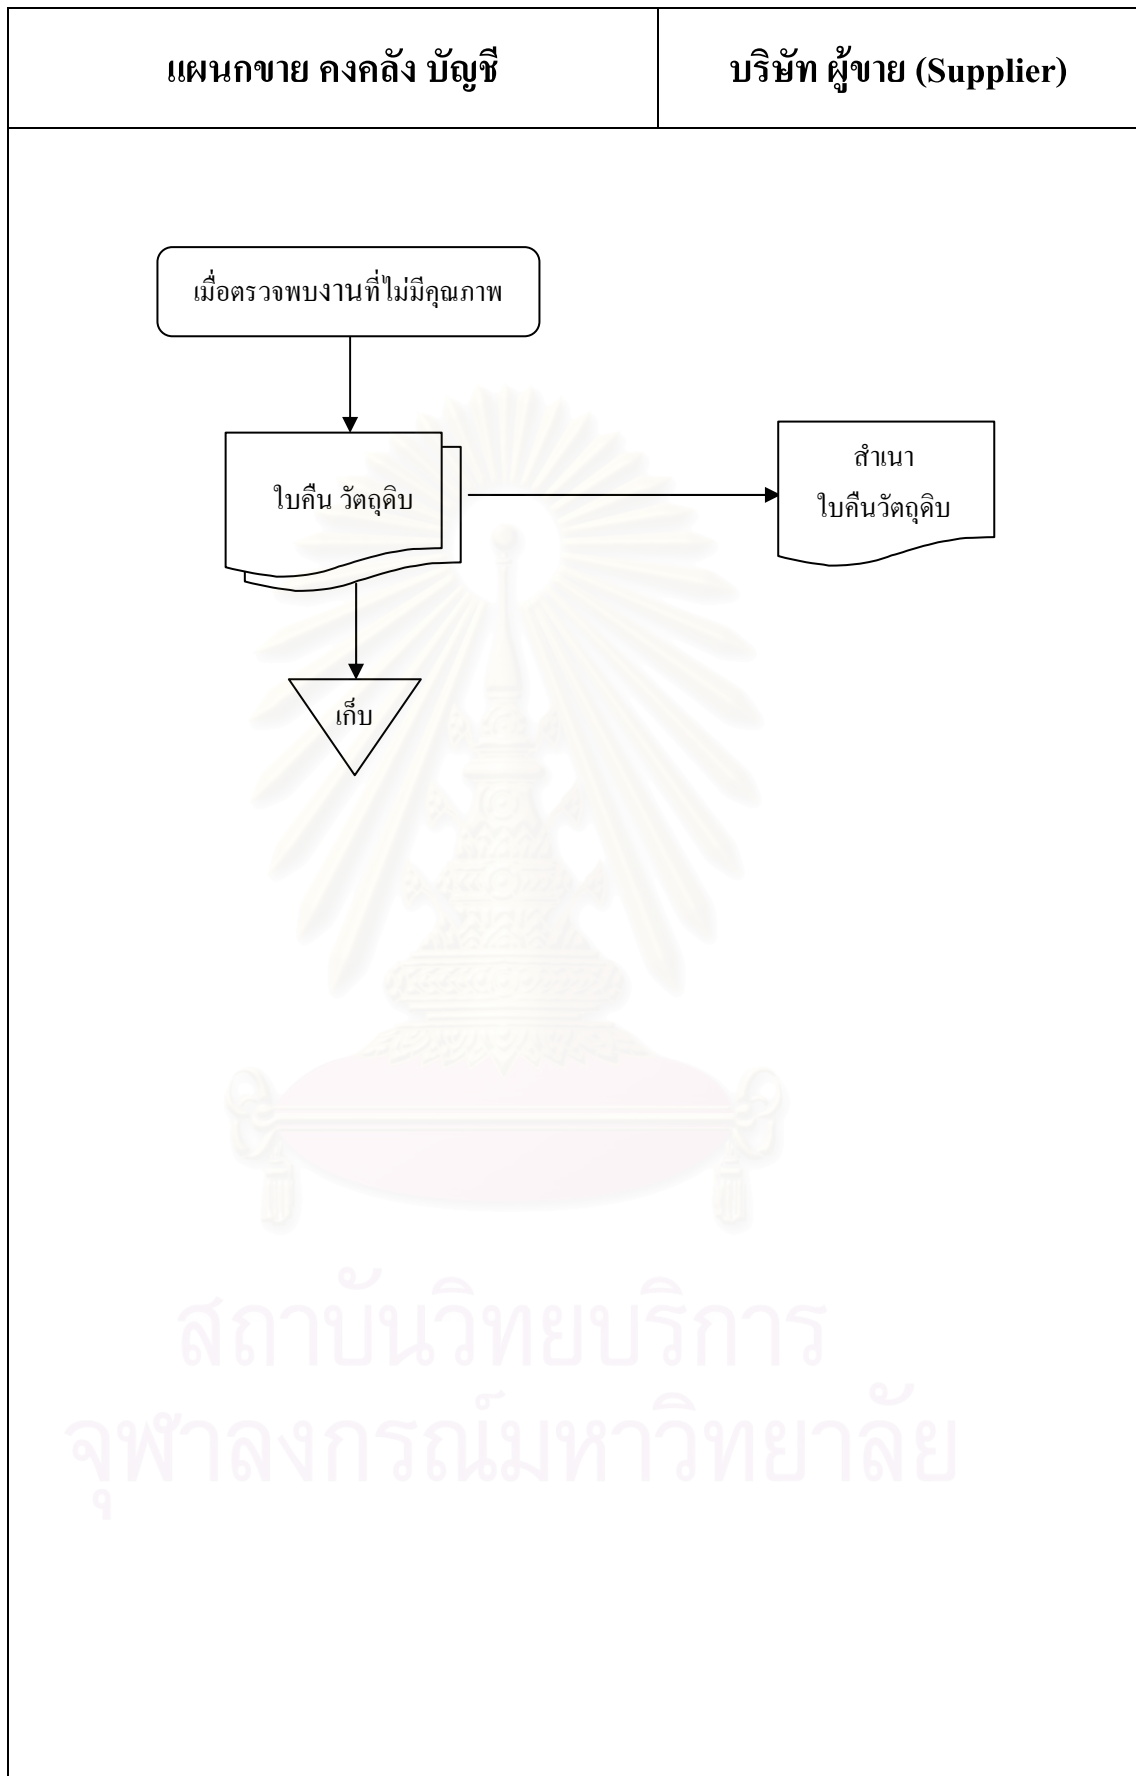 แผนกขาย คงคลัง บัญชี
บริษัท ผู้ขาย (Supplier)
เมื่อตรวจพบงานที่ไม่มีคุณภาพ
ใบคืน วัตถุดิบ
สำเนา
ใบคืนวัตถุดิบ
เก็บ
สถาบันวิทยบริการ
จุฬาลงกรณ์มหาวิทยาลัย